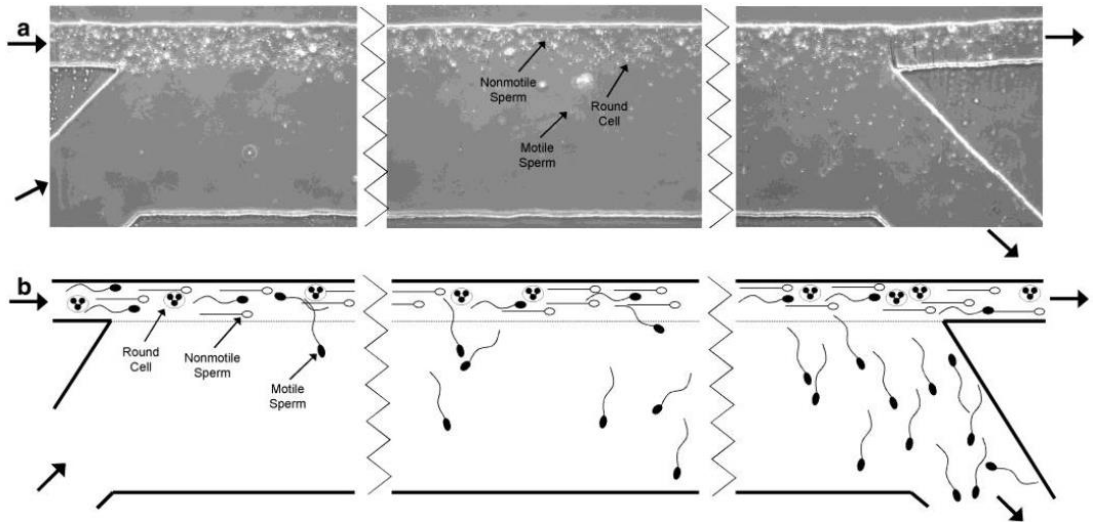 a
Nonmotile
Sperm
Round
Cell
Motile
Sperm
b
Round
Cell
Nonmotile
Sperm
Motile
Sperm